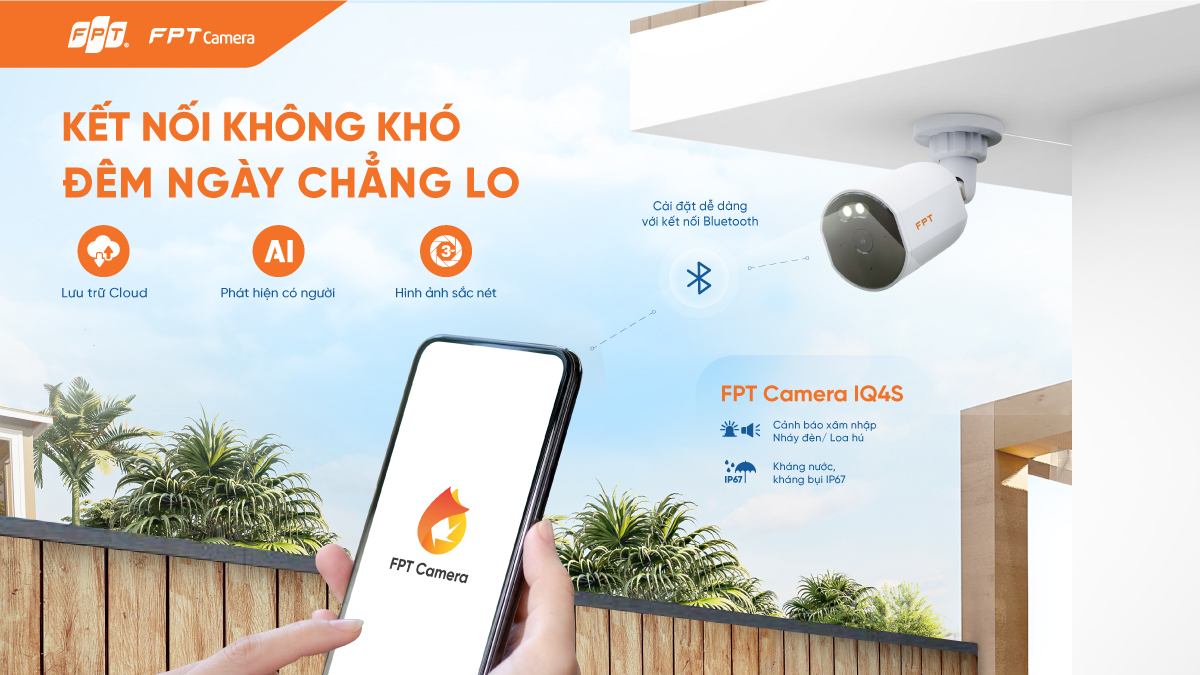 FPT® FPT Camera
KẾT NỐI KHÔNG KHÓ
ĐÊM NGÀY CHẲNG LO
Lưu trữ Cloud
AI
Phát hiện có người
3
Hình ảnh sắc nét
Cài đặt dễ dàng
với kết nối Bluetooth
FPT
FPT Camera IQ4S
Cảnh báo xâm nhập
Nháy đèn/ Loa hú
IP67
Kháng nước,
kháng bụi IP67
FPT Camera